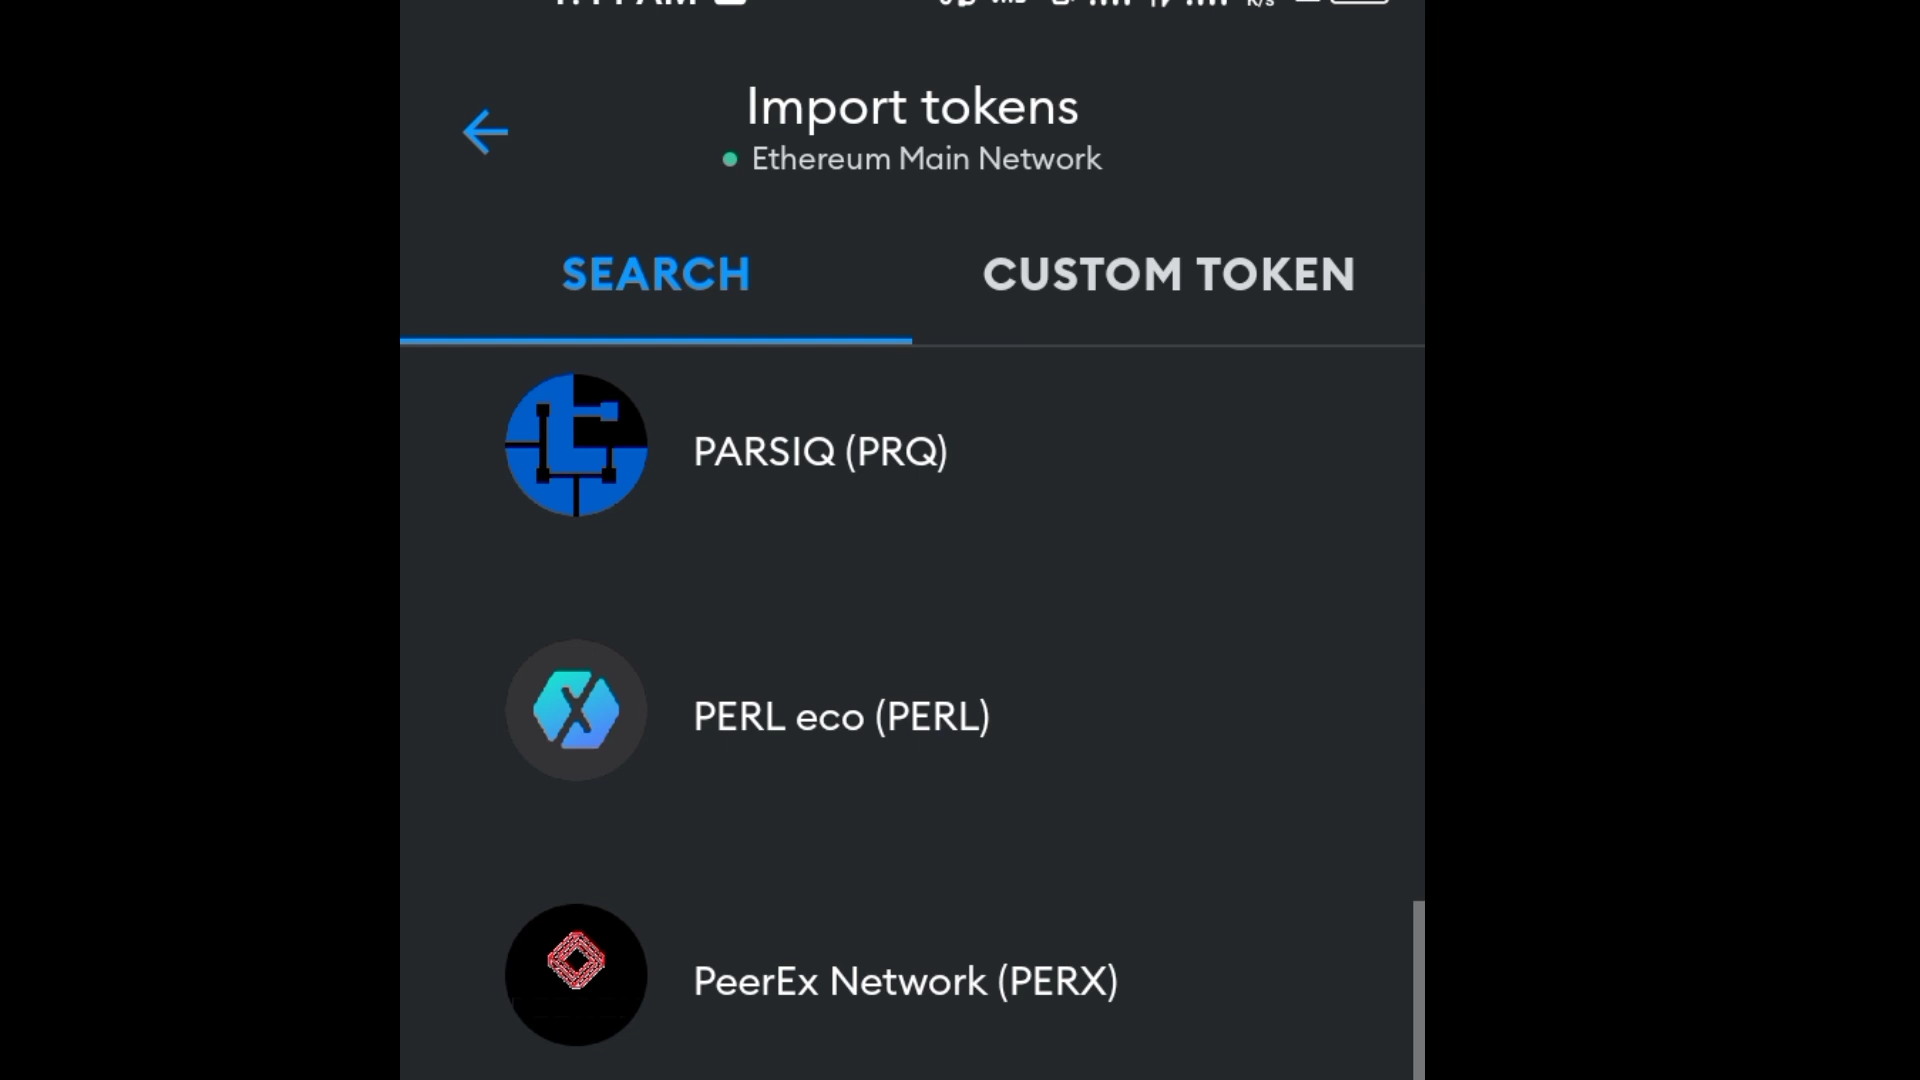 Import tokens
Ethereum Main Network
SEARCH
CUSTOM TOKEN
PARSIQ (PRQ)
PERL eco (PERL)
PeerEx Network (PERX)